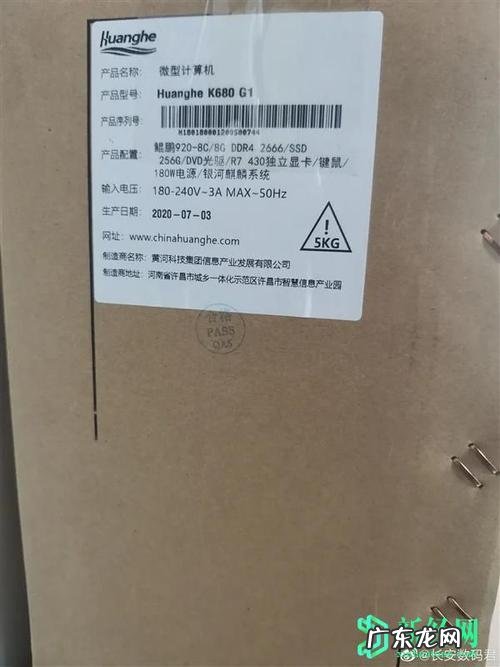 Huanghe
产品名称: 微型计算机
产品型号: Huanghe K680 G1
产品序列号:
H180180001209S00744
产品配置: 鲲鹏920-8C/8G DDR4 2666/SSD
256G/DVD光驱/R7 430独立显卡/键鼠/
180W电源/银河麒麟系统
输入电压: 180-240V~3A MAX~50Hz
生产日期: 2020-07-03
网址: www.chinahuanghe.com
制造商名称: 黄河科技集团信息产业发展有限公司
制造商地址: 河南省许昌市城乡一体化示范区许昌市智慧信息产业园
!
5KG
合格
PASS
QA5
@长安数码君
广东龙网